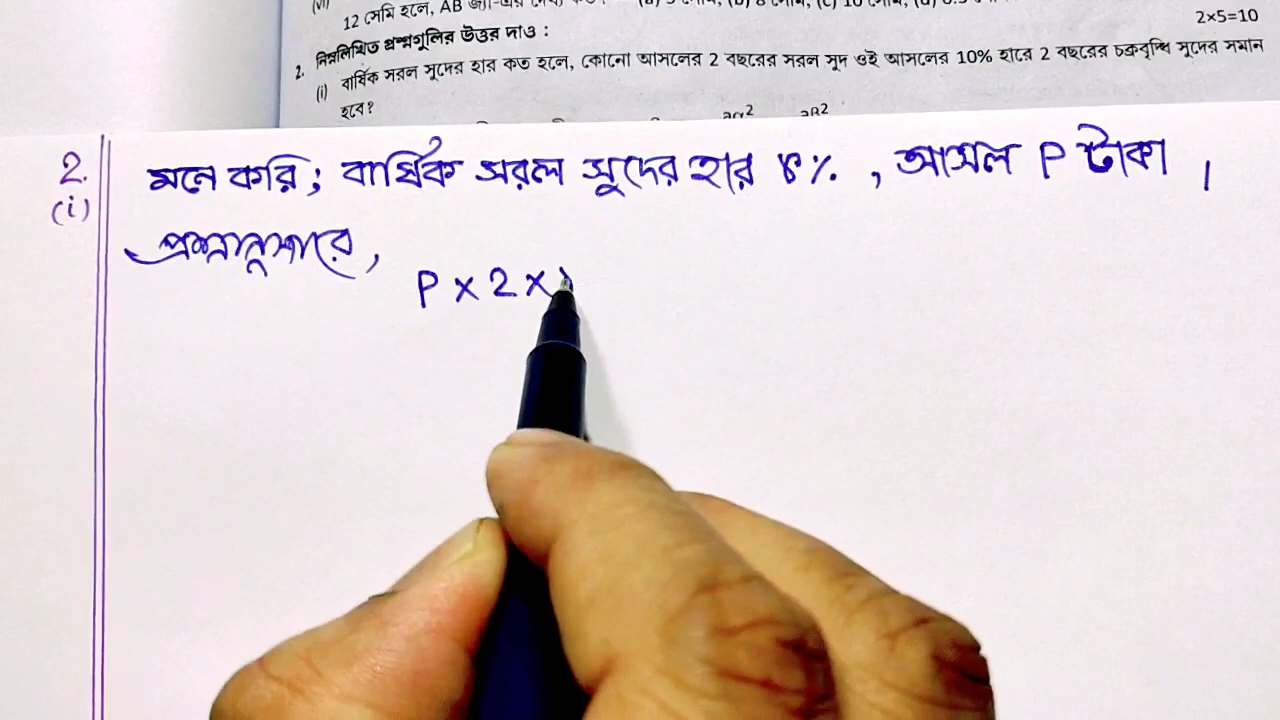 (vi) 12 সেমি হলে, AB
2×5=10
2. নিম্নলিখিত প্রশ্নগুলির উত্তর দাও :
(i) বার্ষিক সরল সুদের হার কত হলে, কোনো আসলের 2 বছরের সরল সুদ ওই আসলের 10% হারে 2 বছরের চক্রবৃদ্ধি সুদের সমান
হবে?
2. মনে করি; বার্ষিক সরল সুদের হার r%, আসল P টাকা ।
(i)
প্রশ্নানুসারে,
P × 2 ×